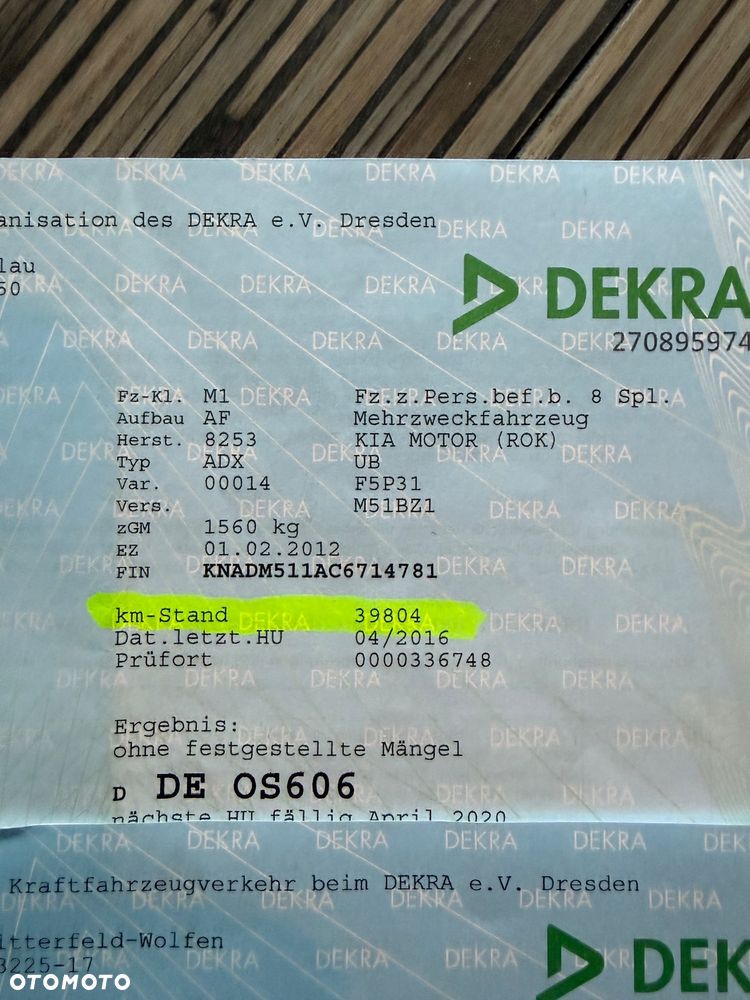 anisation des DEKRA e.V. Dresden
lau
50
DEKRA
270895974
Fz-Kl. M1 Fz.z.Pers.bef.b. 8 Spl.
Aufbau AF Mehrzweckfahrzeug
Herst. 8253 KIA MOTOR (ROK)
Typ ADX UB
Var. 00014 F5P31
Vers. M51BZ1
zGM 1560 kg
EZ 01.02.2012
FIN KNADM511AC6714781
km-Stand 39804
Dat.letzt.HU 04/2016
Prüfort 0000336748
Ergebnis:
ohne festgestellte Mängel
D DE OS606
nächste HU fällig April 2020
Kraftfahrzeugverkehr beim DEKRA e.V. Dresden
itterfeld-Wolfen
3225-17
DEK
OTOMOTO